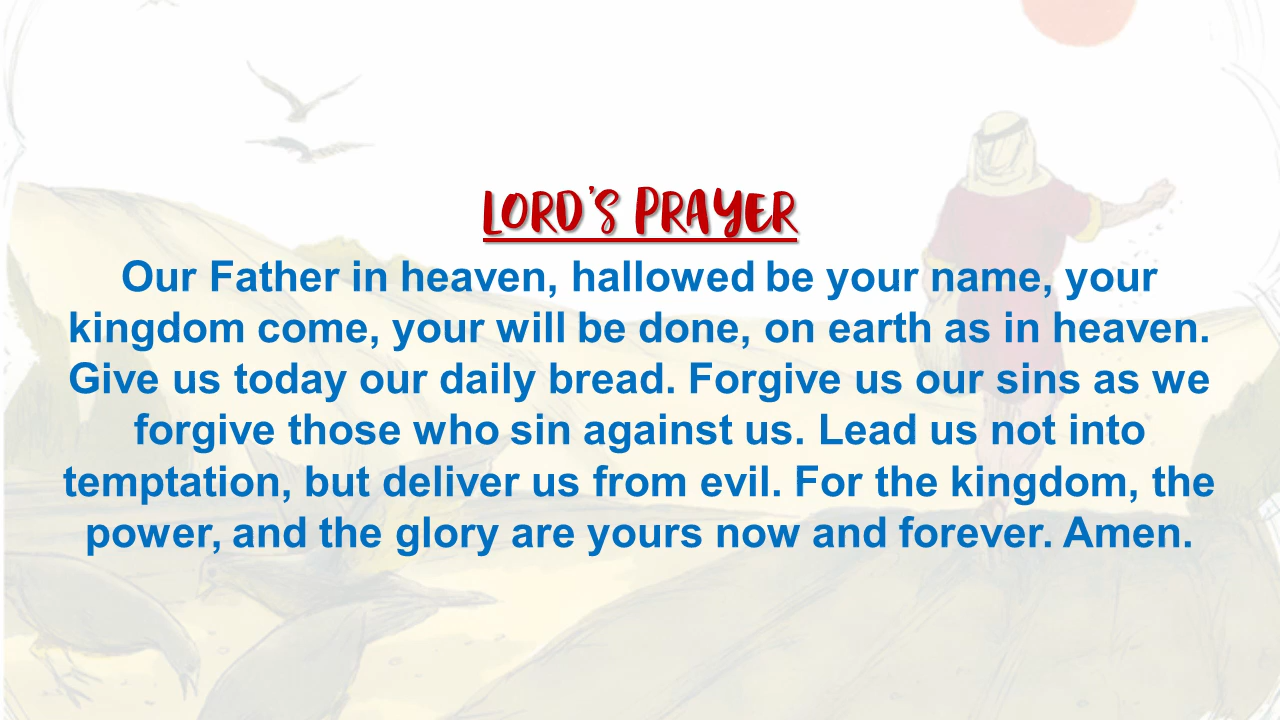 LORD'S PRAYER
Our Father in heaven, hallowed be your name, your
kingdom come, your will be done, on earth as in heaven.
Give us today our daily bread. Forgive us our sins as we
forgive those who sin against us. Lead us not into
temptation, but deliver us from evil. For the kingdom, the
power, and the glory are yours now and forever. Amen.